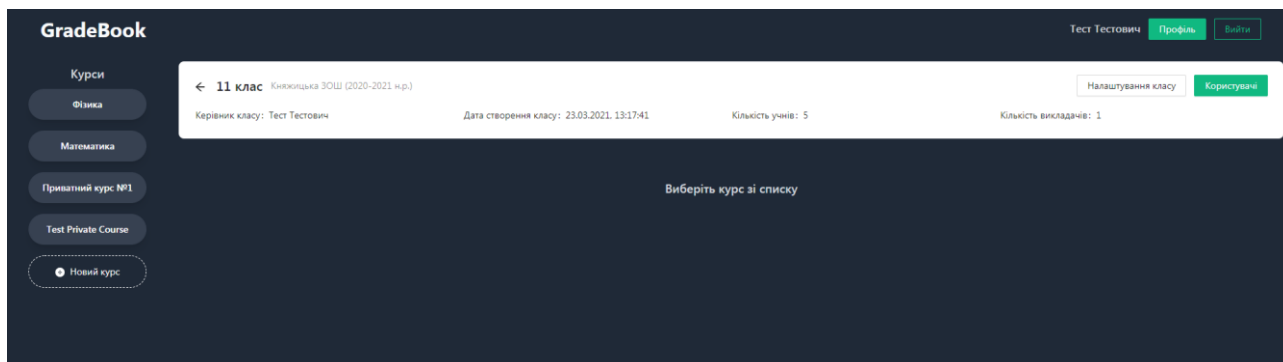 GradeBook
Тест Тестович
Профіль
Вийти
Курси
Фізика
Математика
Приватний курс №1
Test Private Course
Новий курс
11 клас Княжицька ЗОШ (2020-2021 н.р.)
Налаштування класу
Користувачі
Керівник класу: Тест Тестович
Дата створення класу: 23.03.2021, 13:17:41
Кількість учнів: 5
Кількість викладачів: 1
Виберіть курс зі списку